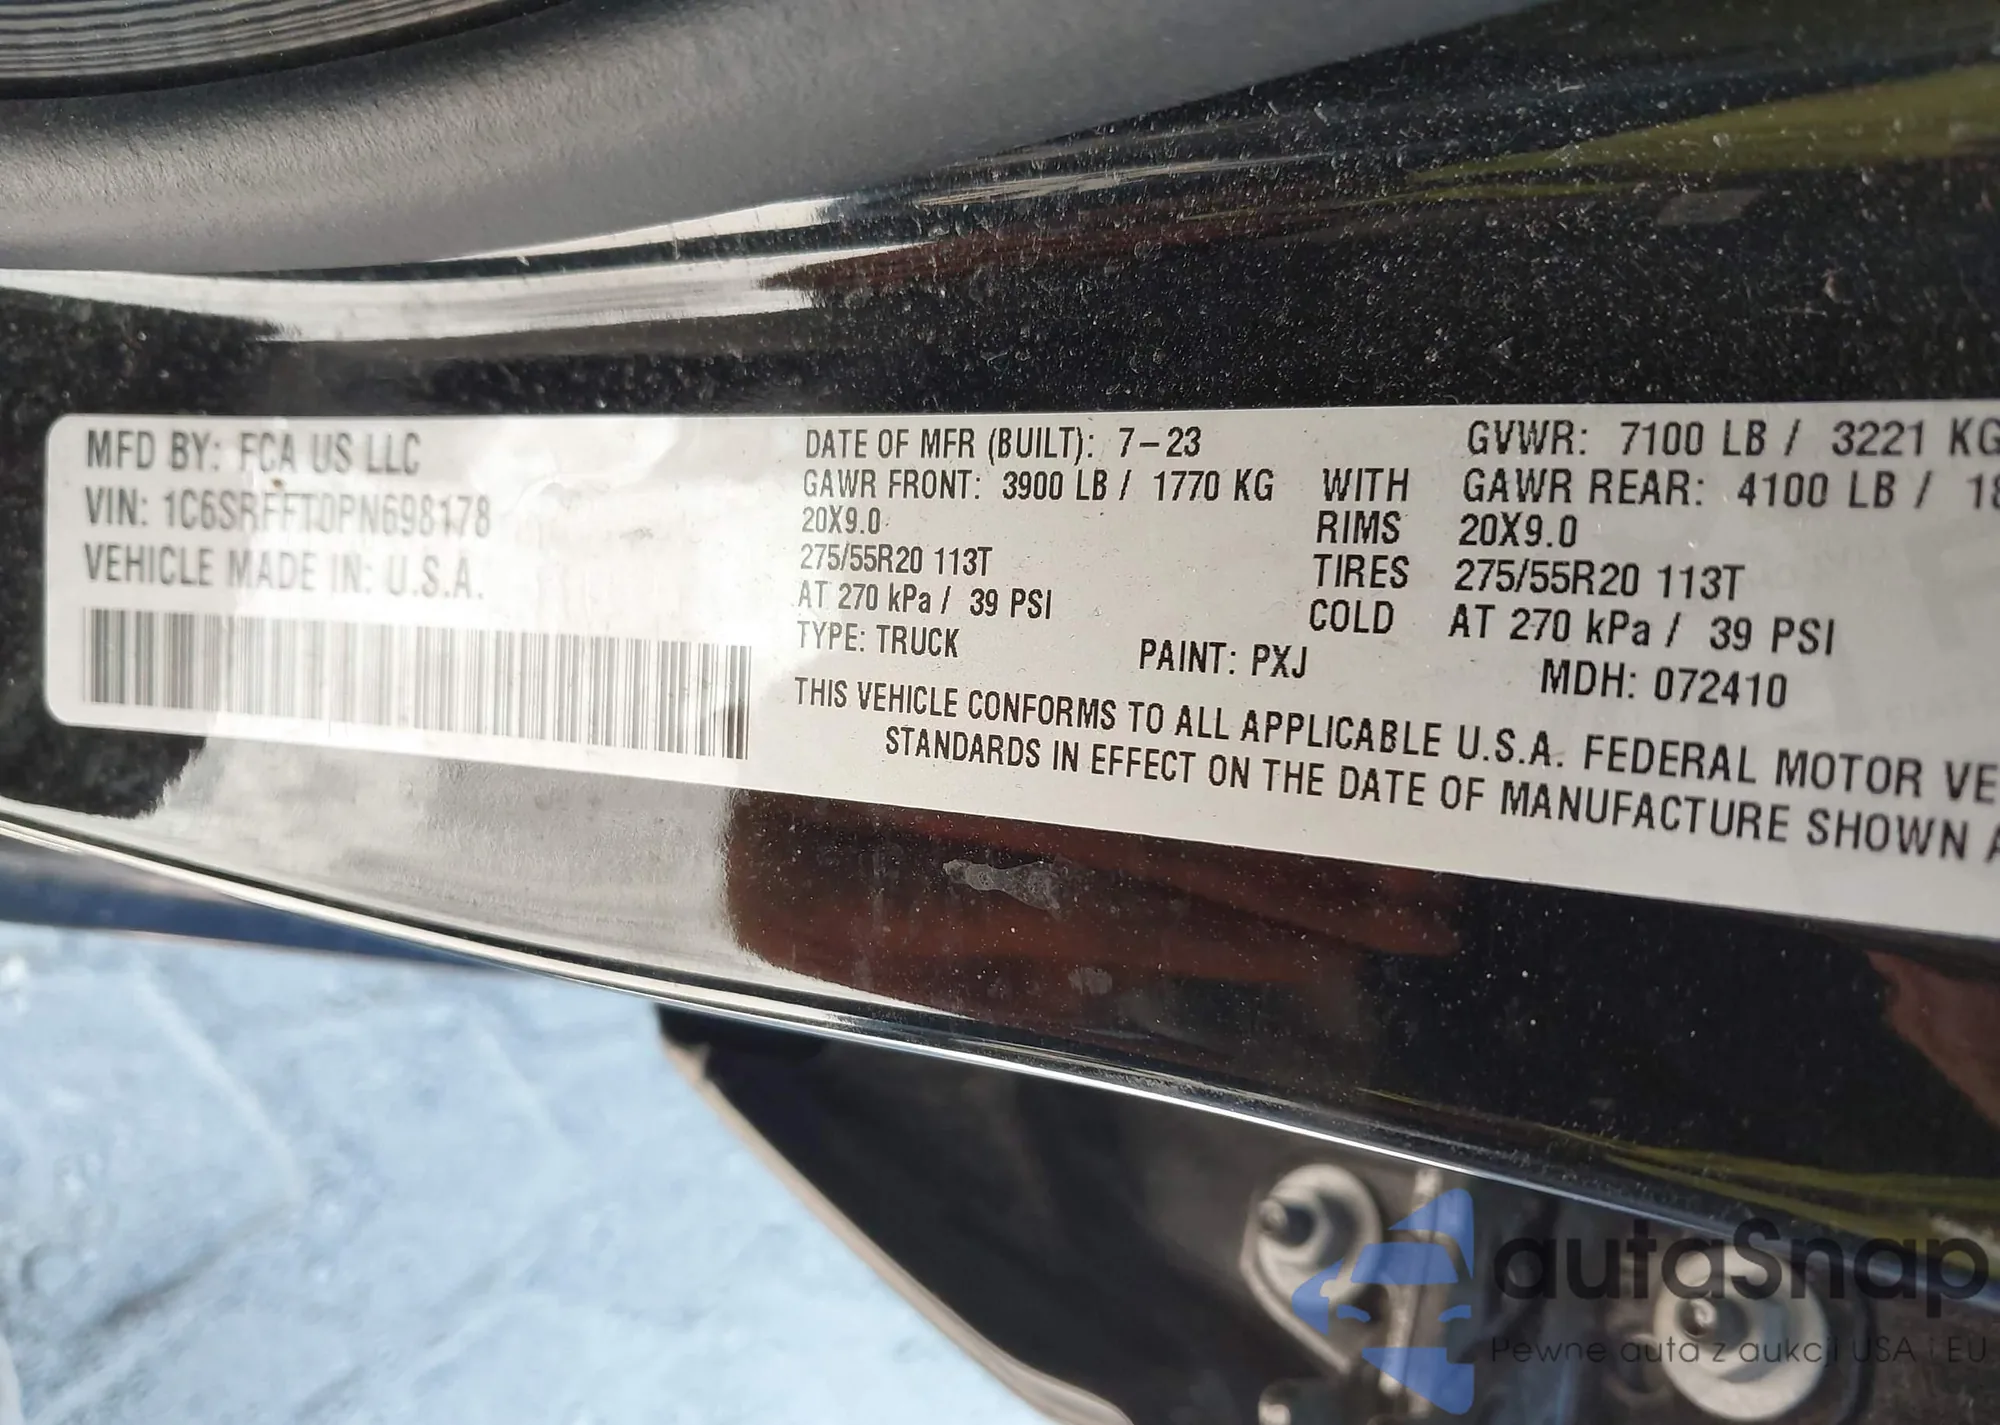 MFD BY: FCA US LLC
VIN: 1C6SRFFT0PN698178
VEHICLE MADE IN: U.S.A.
DATE OF MFR (BUILT): 7-23
GVWR: 7100 LB / 3221 KG
GAWR FRONT: 3900 LB / 1770 KG WITH GAWR REAR: 4100 LB / 18
20X9.0 RIMS 20X9.0
275/55R20 113T TIRES 275/55R20 113T
AT 270 kPa / 39 PSI COLD AT 270 kPa / 39 PSI
TYPE: TRUCK PAINT: PXJ MDH: 072410
THIS VEHICLE CONFORMS TO ALL APPLICABLE U.S.A. FEDERAL MOTOR VE
STANDARDS IN EFFECT ON THE DATE OF MANUFACTURE SHOWN A
autaSnap
Pewne auta z aukcji USA i EU